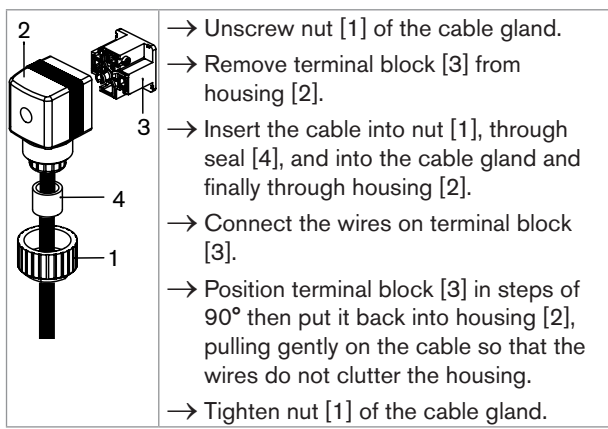 2
3
4
1
→ Unscrew nut [1] of the cable gland.
→ Remove terminal block [3] from
housing [2].
→ Insert the cable into nut [1], through
seal [4], and into the cable gland and
finally through housing [2].
→ Connect the wires on terminal block
[3].
→ Position terminal block [3] in steps of
90° then put it back into housing [2],
pulling gently on the cable so that the
wires do not clutter the housing.
→ Tighten nut [1] of the cable gland.